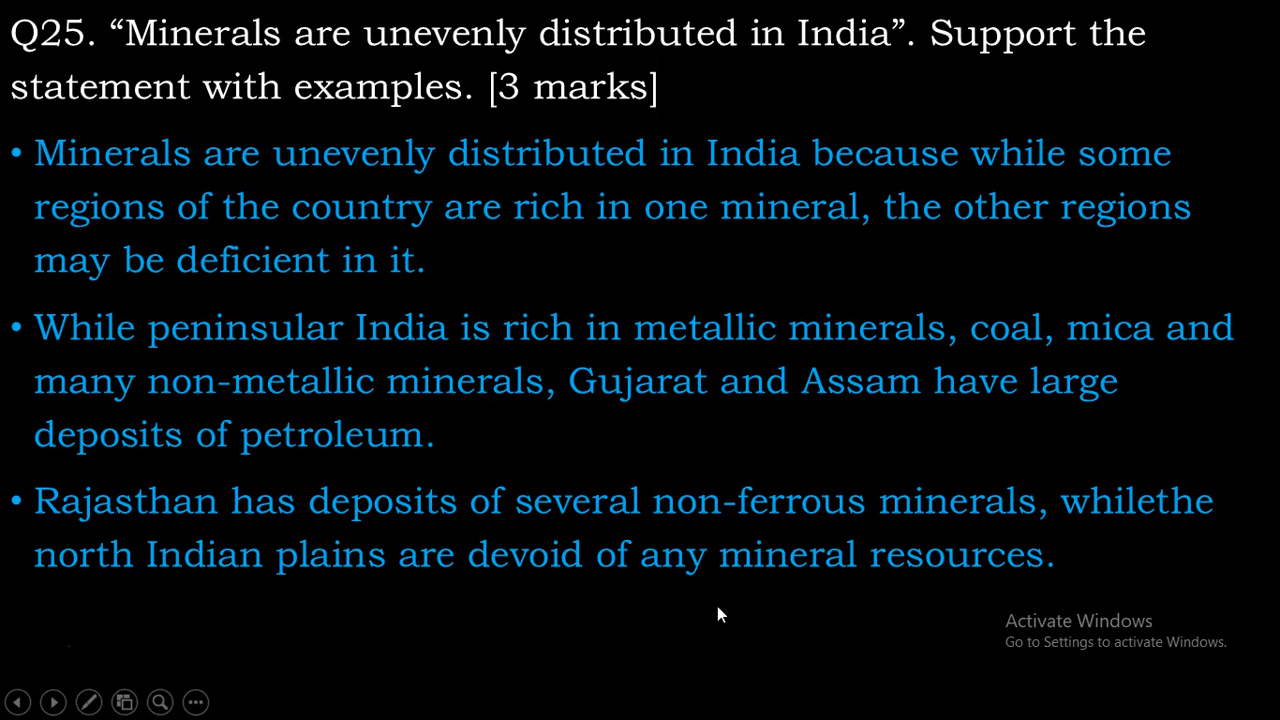 Q25. “Minerals are unevenly distributed in India”. Support the
statement with examples. [3 marks]
• Minerals are unevenly distributed in India because while some
regions of the country are rich in one mineral, the other regions
may be deficient in it.
• While peninsular India is rich in metallic minerals, coal, mica and
many non-metallic minerals, Gujarat and Assam have large
deposits of petroleum.
• Rajasthan has deposits of several non-ferrous minerals, whilethe
north Indian plains are devoid of any mineral resources.
Activate Windows
Go to Settings to activate Windows.